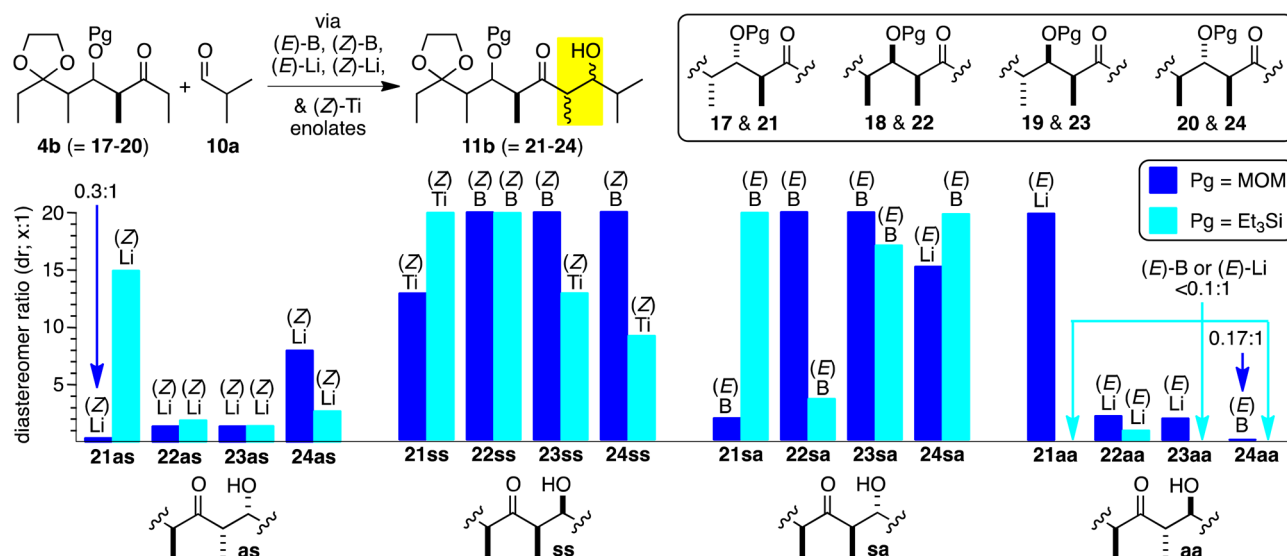 Pg
O
O
O
O
4b (= 17-20)
+
O
10a
via
(E)-B, (Z)-B,
(E)-Li, (Z)-Li,
& (Z)-Ti
enolates
Pg
O
O
O
O
HO
11b (= 21-24)
OPg
O
17 & 21
OPg
O
18 & 22
OPg
O
19 & 23
OPg
O
20 & 24
Pg = MOM
Pg = Et3Si
diastereomer ratio (dr; x:1)
20
15
10
5
0.3:1
(Z)
Li
(Z)
Li
(Z)
Li
(Z)
Li
(Z)
Li
(Z)
Li
(Z)
Li
(Z)
Li
(Z)
Ti
(Z)
Ti
(Z)
B
(Z)
B
(Z)
B
(Z)
Ti
(Z)
B
(Z)
Ti
(E)
B
(E)
B
(E)
B
(E)
B
(E)
B
(E)
B
(E)
Li
(E)
B
(E)
Li
(E)
Li
(E)
Li
(E)
Li
(E)-B or (E)-Li
<0.1:1
0.17:1
(E)
B
21as 22as 23as 24as
21ss 22ss 23ss 24ss
21sa 22sa 23sa 24sa
21aa 22aa 23aa 24aa
O
HO
as
O
HO
ss
O
HO
sa
O
HO
aa